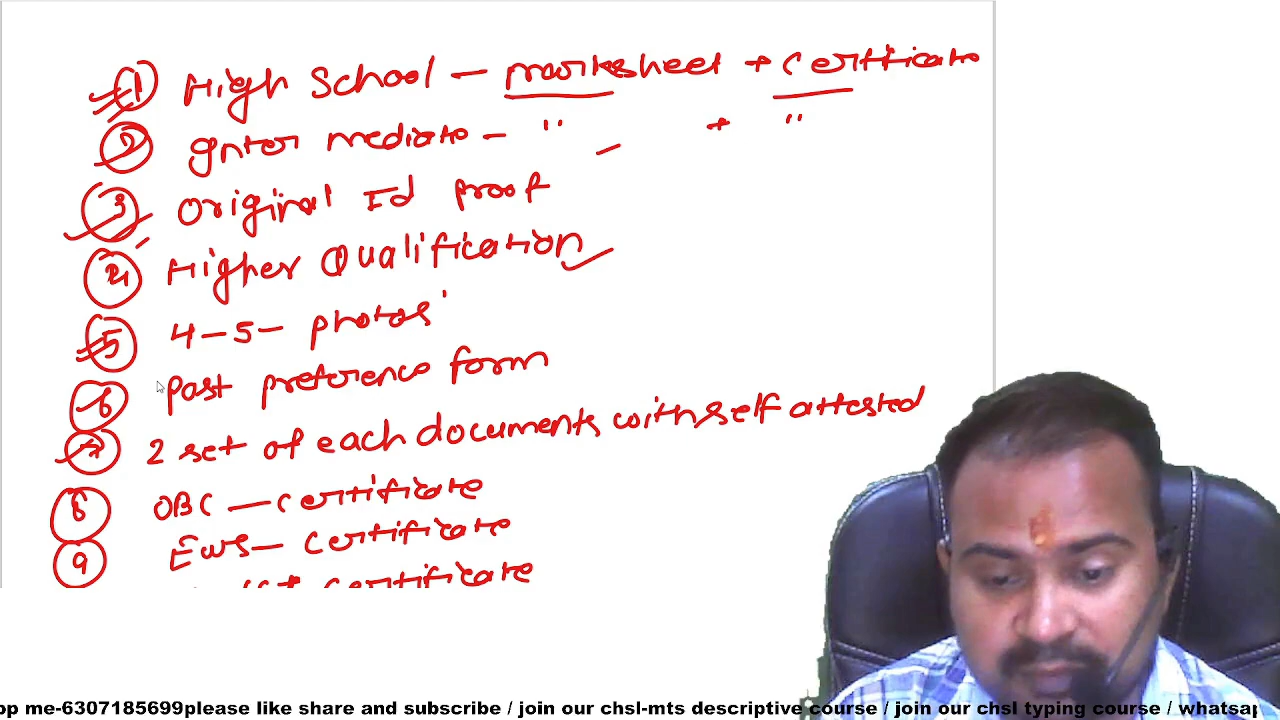 1 High School - marksheet + certificate
2 Inter mediate - " + "
3 Original Id proof
4 Higher Qualification
5 4-5- photos
6 Post preference form
7 2 set of each documents with self attested
8 OBC - certificate
9 EWS - certificate
certificate
pp me-6307185699please like share and subscribe / join our chsl-mts descriptive course / join our chsl typing course / whatsap